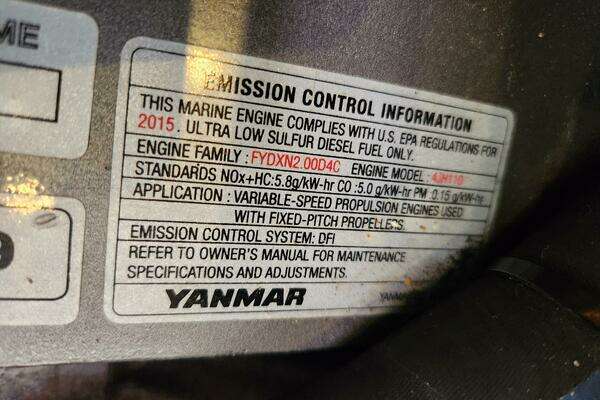 ME
9
EMISSION CONTROL INFORMATION
THIS MARINE ENGINE COMPLIES WITH U.S. EPA REGULATIONS FOR
2015. ULTRA LOW SULFUR DIESEL FUEL ONLY.
ENGINE FAMILY : FYDXN2.00D4C ENGINE MODEL :
STANDARDS NOx+HC:5.8g/kW-hr CO :5.0 g/kW-hr PM :0.15 g/kW-hr
APPLICATION : VARIABLE-SPEED PROPULSION ENGINES USED
WITH FIXED-PITCH PROPELLERS.
EMISSION CONTROL SYSTEM: DFI
REFER TO OWNER'S MANUAL FOR MAINTENANCE
SPECIFICATIONS AND ADJUSTMENTS.
YANMAR YANMAR